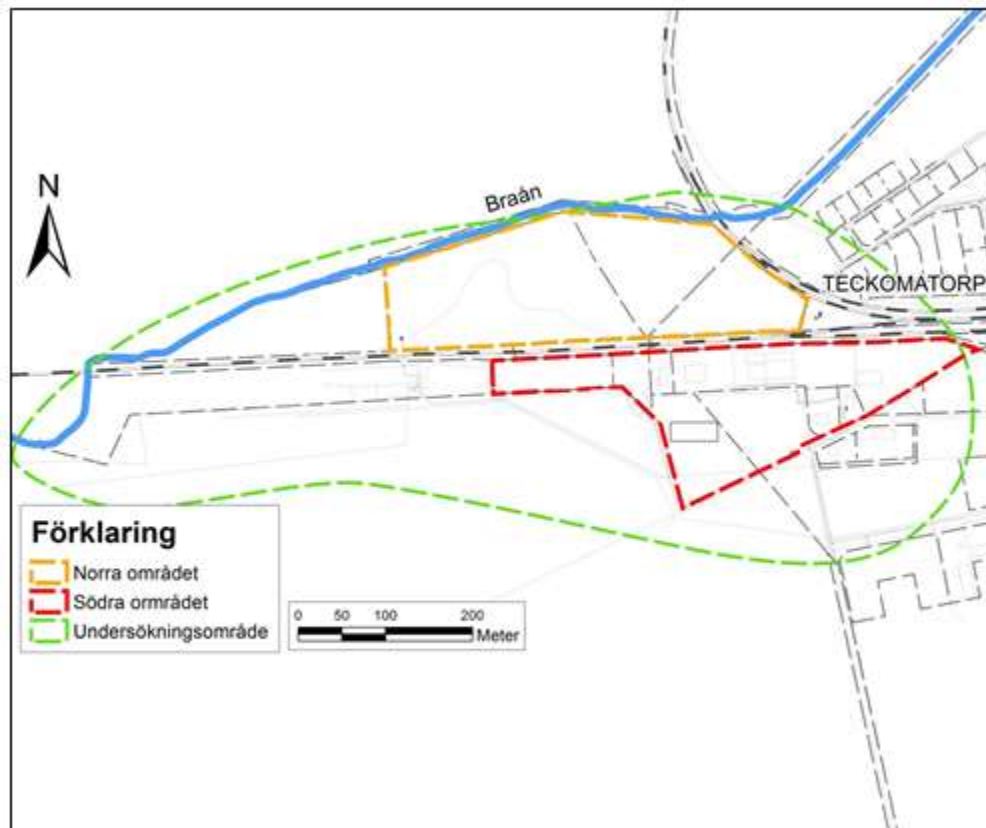 N
Braån
TECKOMATORP
Förklaring
Norra området
Södra ormrådet
Undersökningsområde
0 50 100 200
Meter